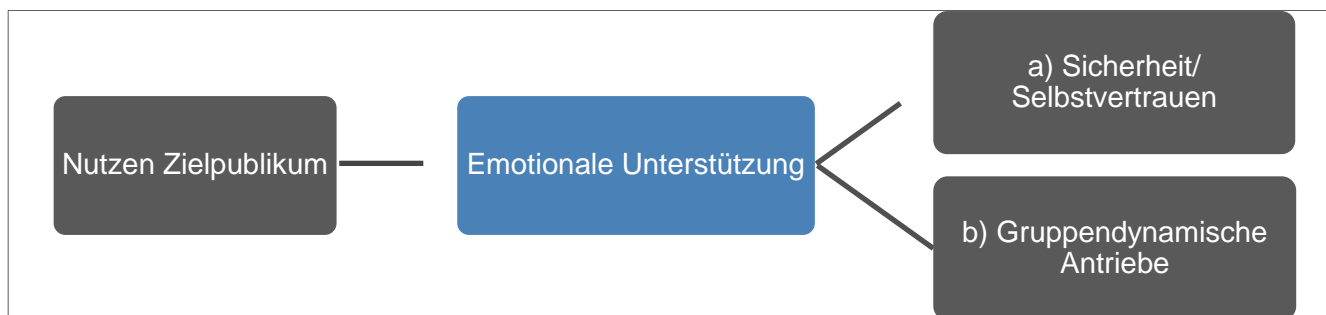 Nutzen Zielpublikum
Emotionale Unterstützung
a) Sicherheit/
Selbstvertrauen
b) Gruppendynamische
Antriebe